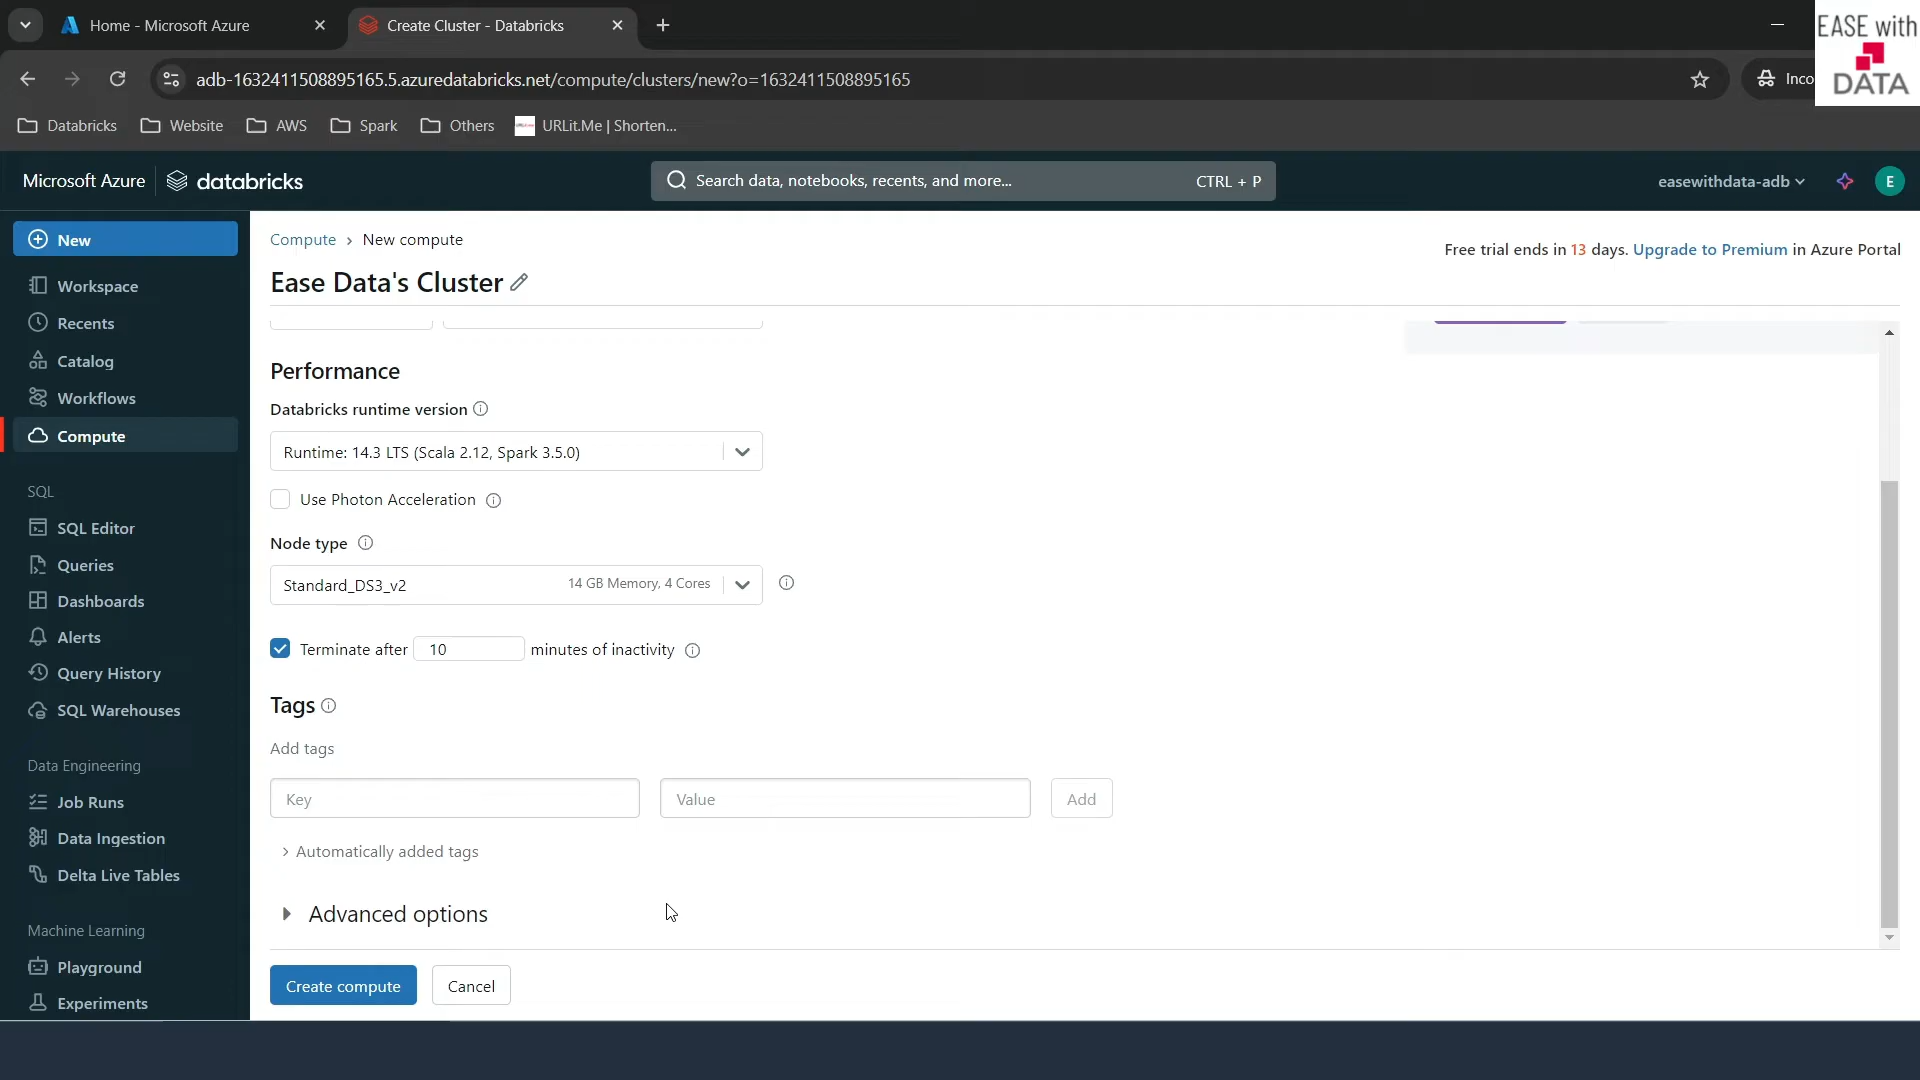 Home - Microsoft Azure
Create Cluster - Databricks
EASE with
DATA
adb-1632411508895165.5.azuredatabricks.net/compute/clusters/new?o=1632411508895165
Inco
Databricks
Website
AWS
Spark
Others
URLit.Me | Shorten...
Microsoft Azure
databricks
Search data, notebooks, recents, and more...
CTRL + P
easewithdata-adb
E
New
Workspace
Recents
Catalog
Workflows
Compute
SQL
SQL Editor
Queries
Dashboards
Alerts
Query History
SQL Warehouses
Data Engineering
Job Runs
Data Ingestion
Delta Live Tables
Machine Learning
Playground
Experiments
Compute › New compute
Free trial ends in 13 days. Upgrade to Premium in Azure Portal
Ease Data's Cluster
Performance
Databricks runtime version
Runtime: 14.3 LTS (Scala 2.12, Spark 3.5.0)
Use Photon Acceleration
Node type
Standard_DS3_v2 14 GB Memory, 4 Cores
Terminate after 10 minutes of inactivity
Tags
Add tags
Key
Value
Add
Automatically added tags
Advanced options
Create compute
Cancel